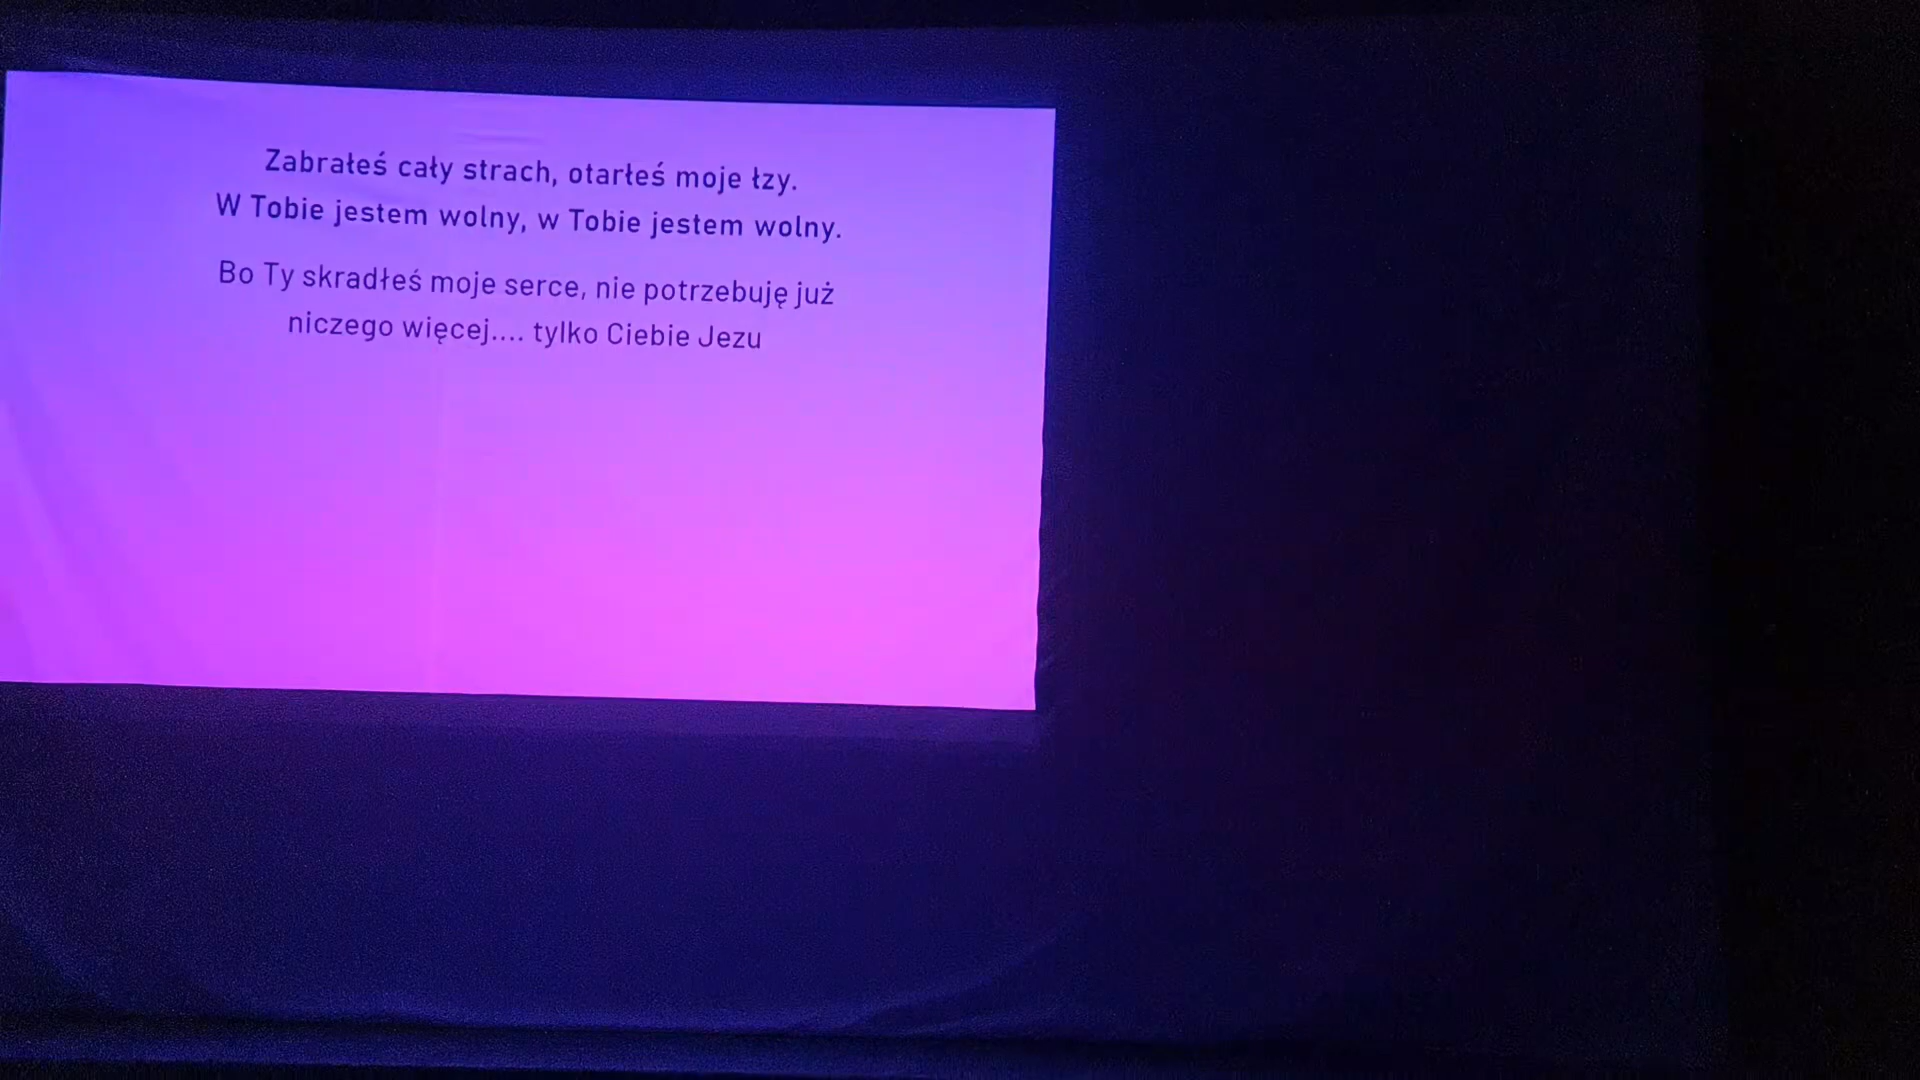 Zabrałeś cały strach, otarłeś moje łzy.
W Tobie jestem wolny, w Tobie jestem wolny.
Bo Ty skradłeś moje serce, nie potrzebuję już
niczego więcej.... tylko Ciebie Jezu